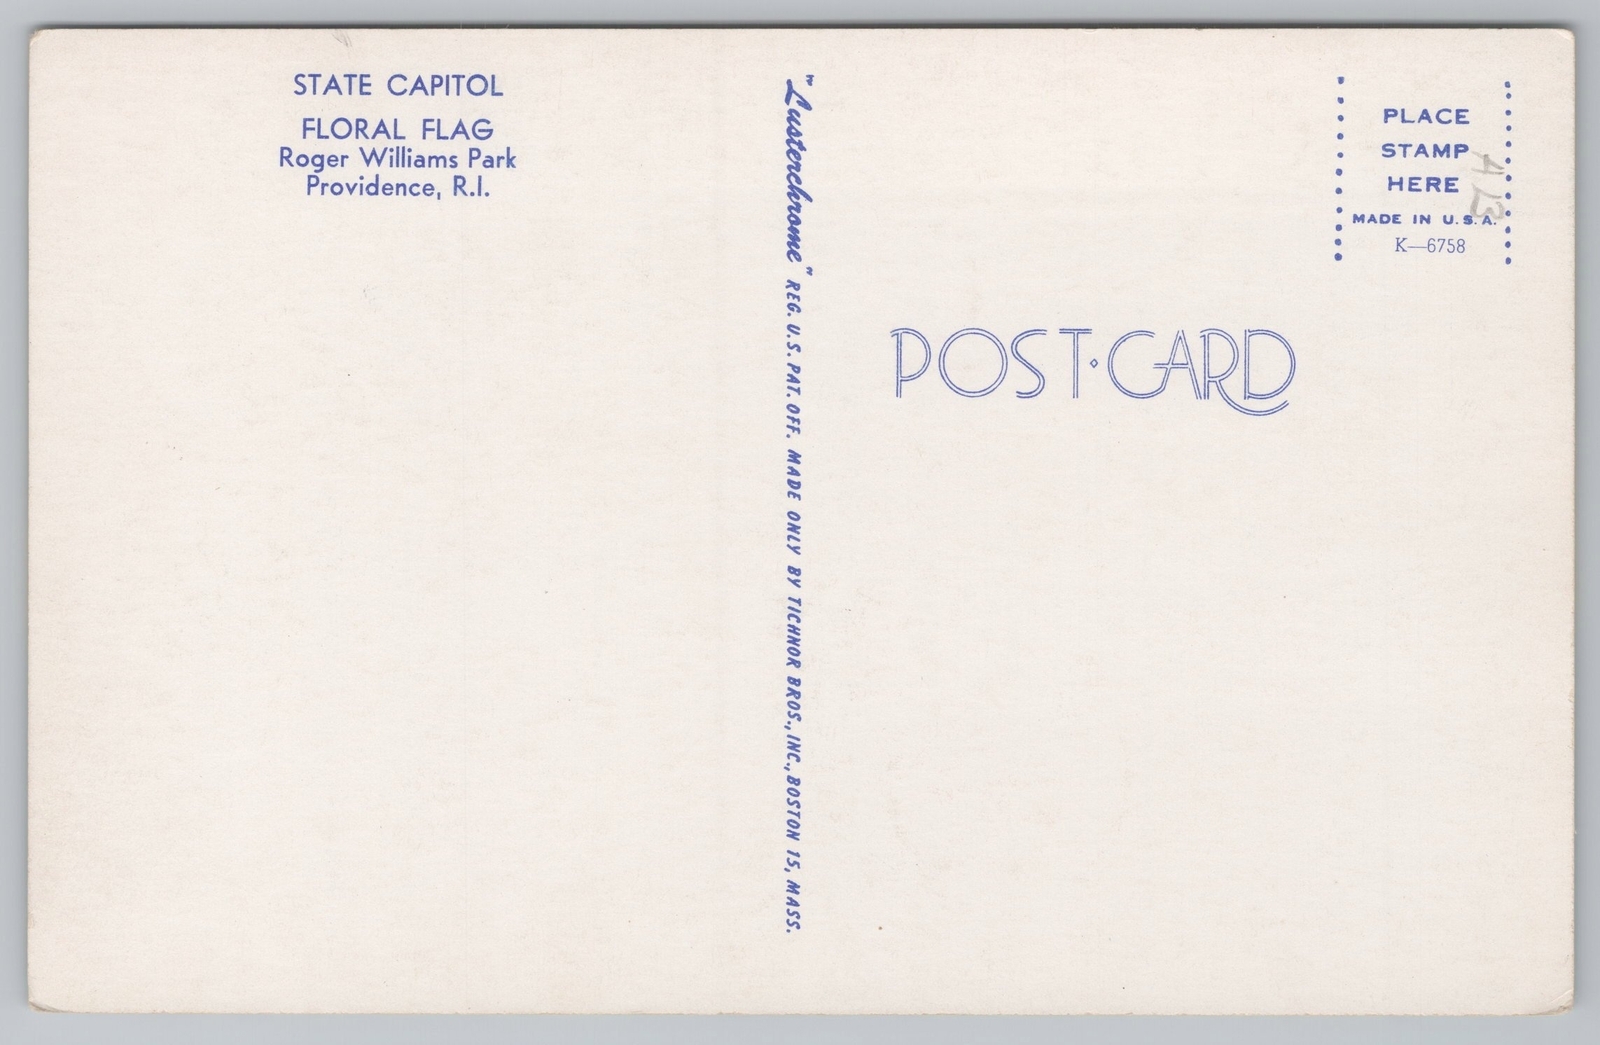 STATE CAPITOL
FLORAL FLAG
Roger Williams Park
Providence, R.I.
"Lusterchrome" REG. U.S. PAT. OFF. MADE ONLY BY TICHNOR BROS., INC., BOSTON 15, MASS.
PLACE
STAMP
HERE
MADE IN U.S.A.
K—6758
POST·CARD